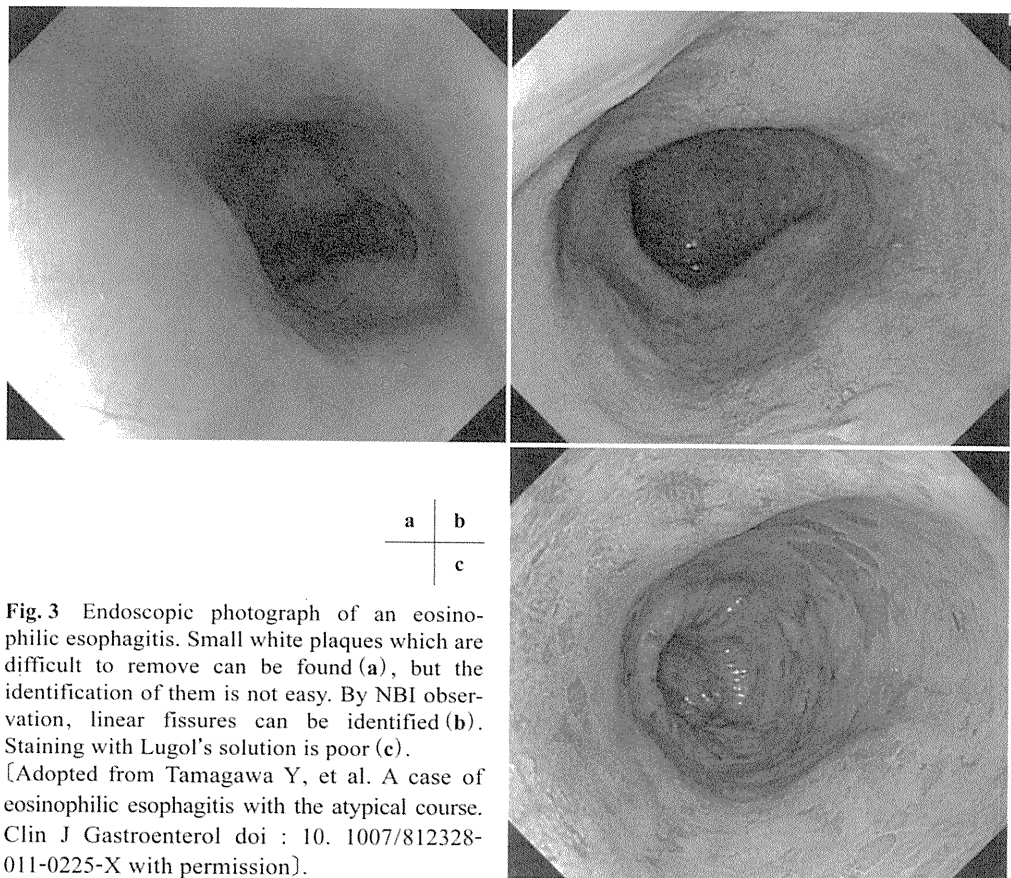 a b
c
Fig. 3 Endoscopic photograph of an eosino-
philic esophagitis. Small white plaques which are
difficult to remove can be found (a), but the
identification of them is not easy. By NBI obser-
vation, linear fissures can be identified (b).
Staining with Lugol's solution is poor (c).
[Adopted from Tamagawa Y, et al. A case of
eosinophilic esophagitis with the atypical course.
Clin J Gastroenterol doi : 10. 1007/812328-
011-0225-X with permission].